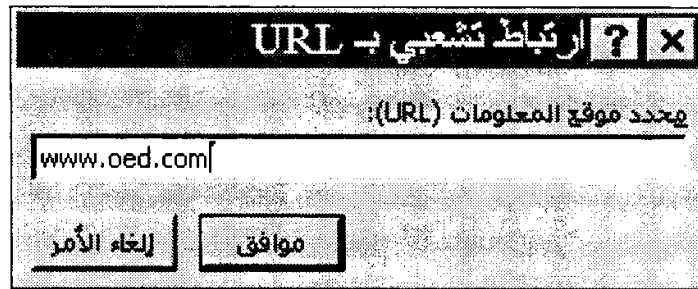 ارتباط تشعبي بـ URL
محدد موقع المعلومات (URL):
www.oed.com
موافق
إلغاء الأمر